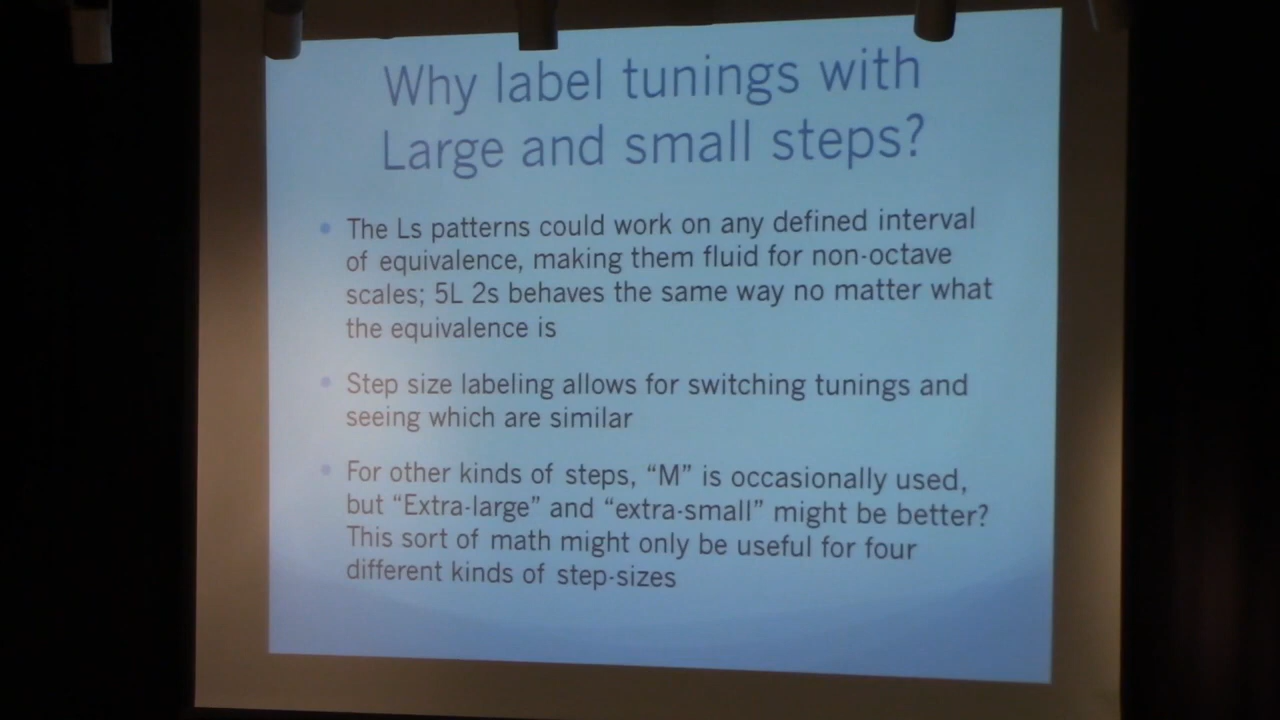 Why label tunings with
Large and small steps?
• The Ls patterns could work on any defined interval
of equivalence, making them fluid for non-octave
scales; 5L 2s behaves the same way no matter what
the equivalence is
• Step size labeling allows for switching tunings and
seeing which are similar
• For other kinds of steps, “M” is occasionally used,
but “Extra-large” and “extra-small” might be better?
This sort of math might only be useful for four
different kinds of step-sizes